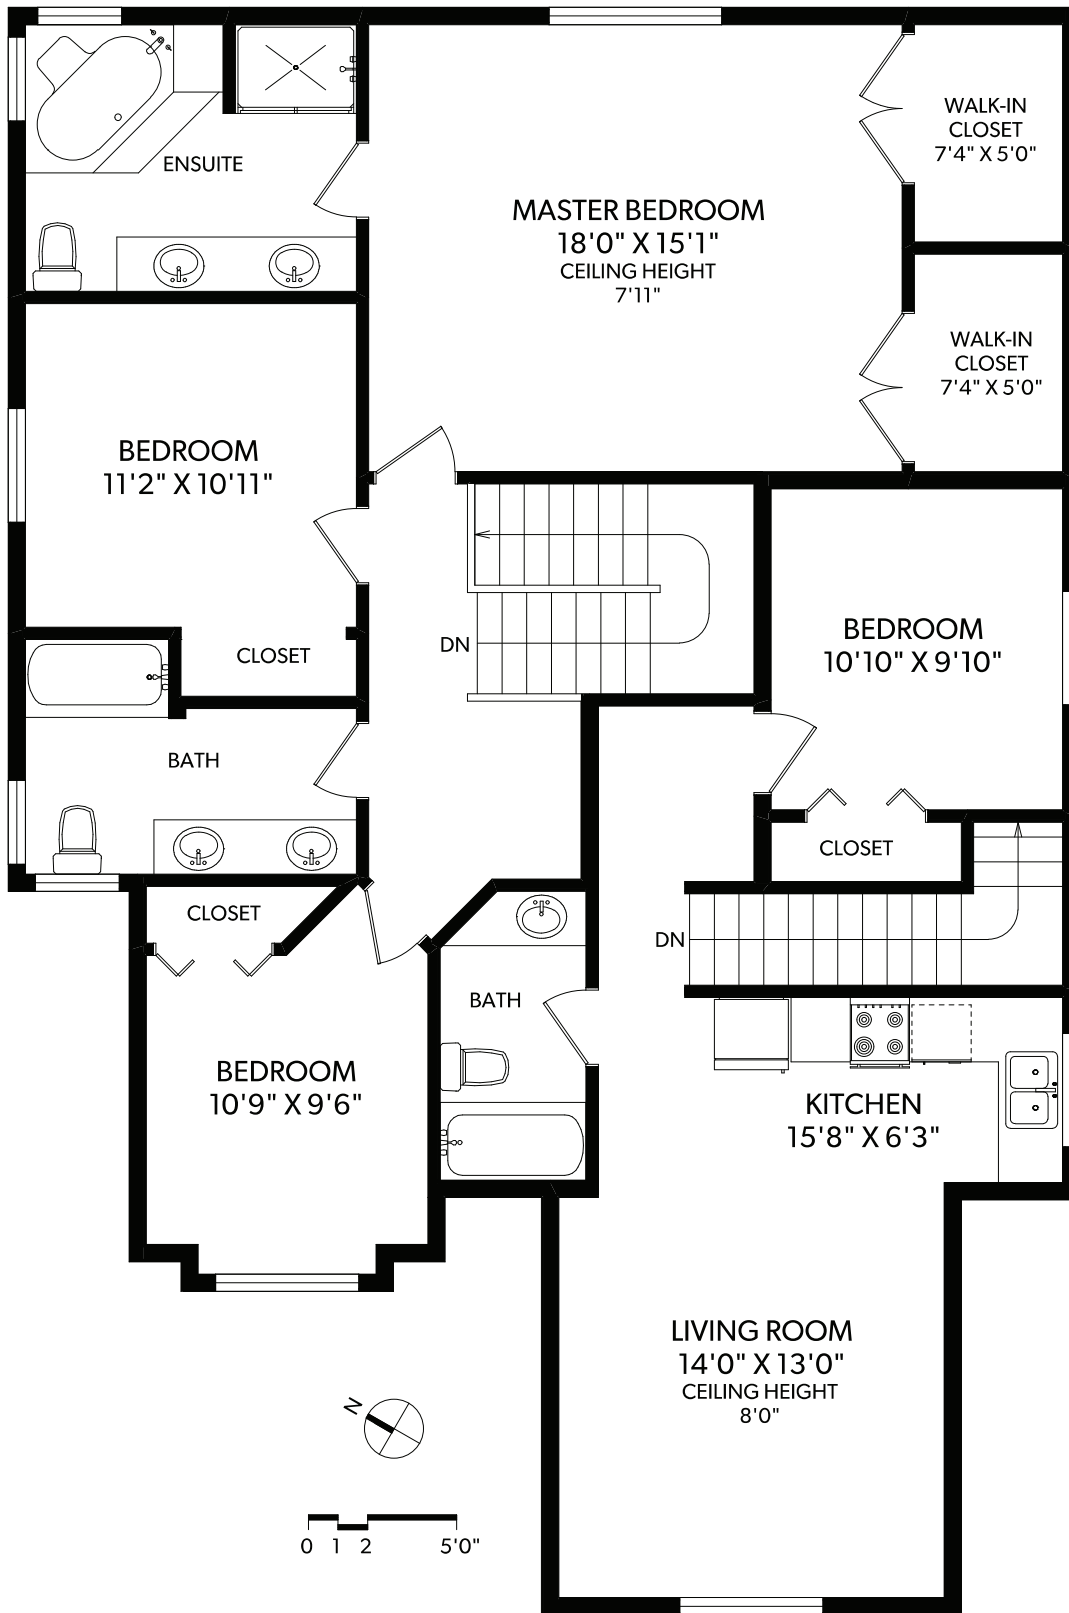 ENSUITE
MASTER BEDROOM
18'0" X 15'1"
CEILING HEIGHT
7'11"
WALK-IN
CLOSET
7'4" X 5'0"
WALK-IN
CLOSET
7'4" X 5'0"
BEDROOM
11'2" X 10'11"
CLOSET
DN
BEDROOM
10'10" X 9'10"
BATH
CLOSET
CLOSET
DN
BATH
BEDROOM
10'9" X 9'6"
KITCHEN
15'8" X 6'3"
LIVING ROOM
14'0" X 13'0"
CEILING HEIGHT
8'0"
N
0 1 2 5'0"